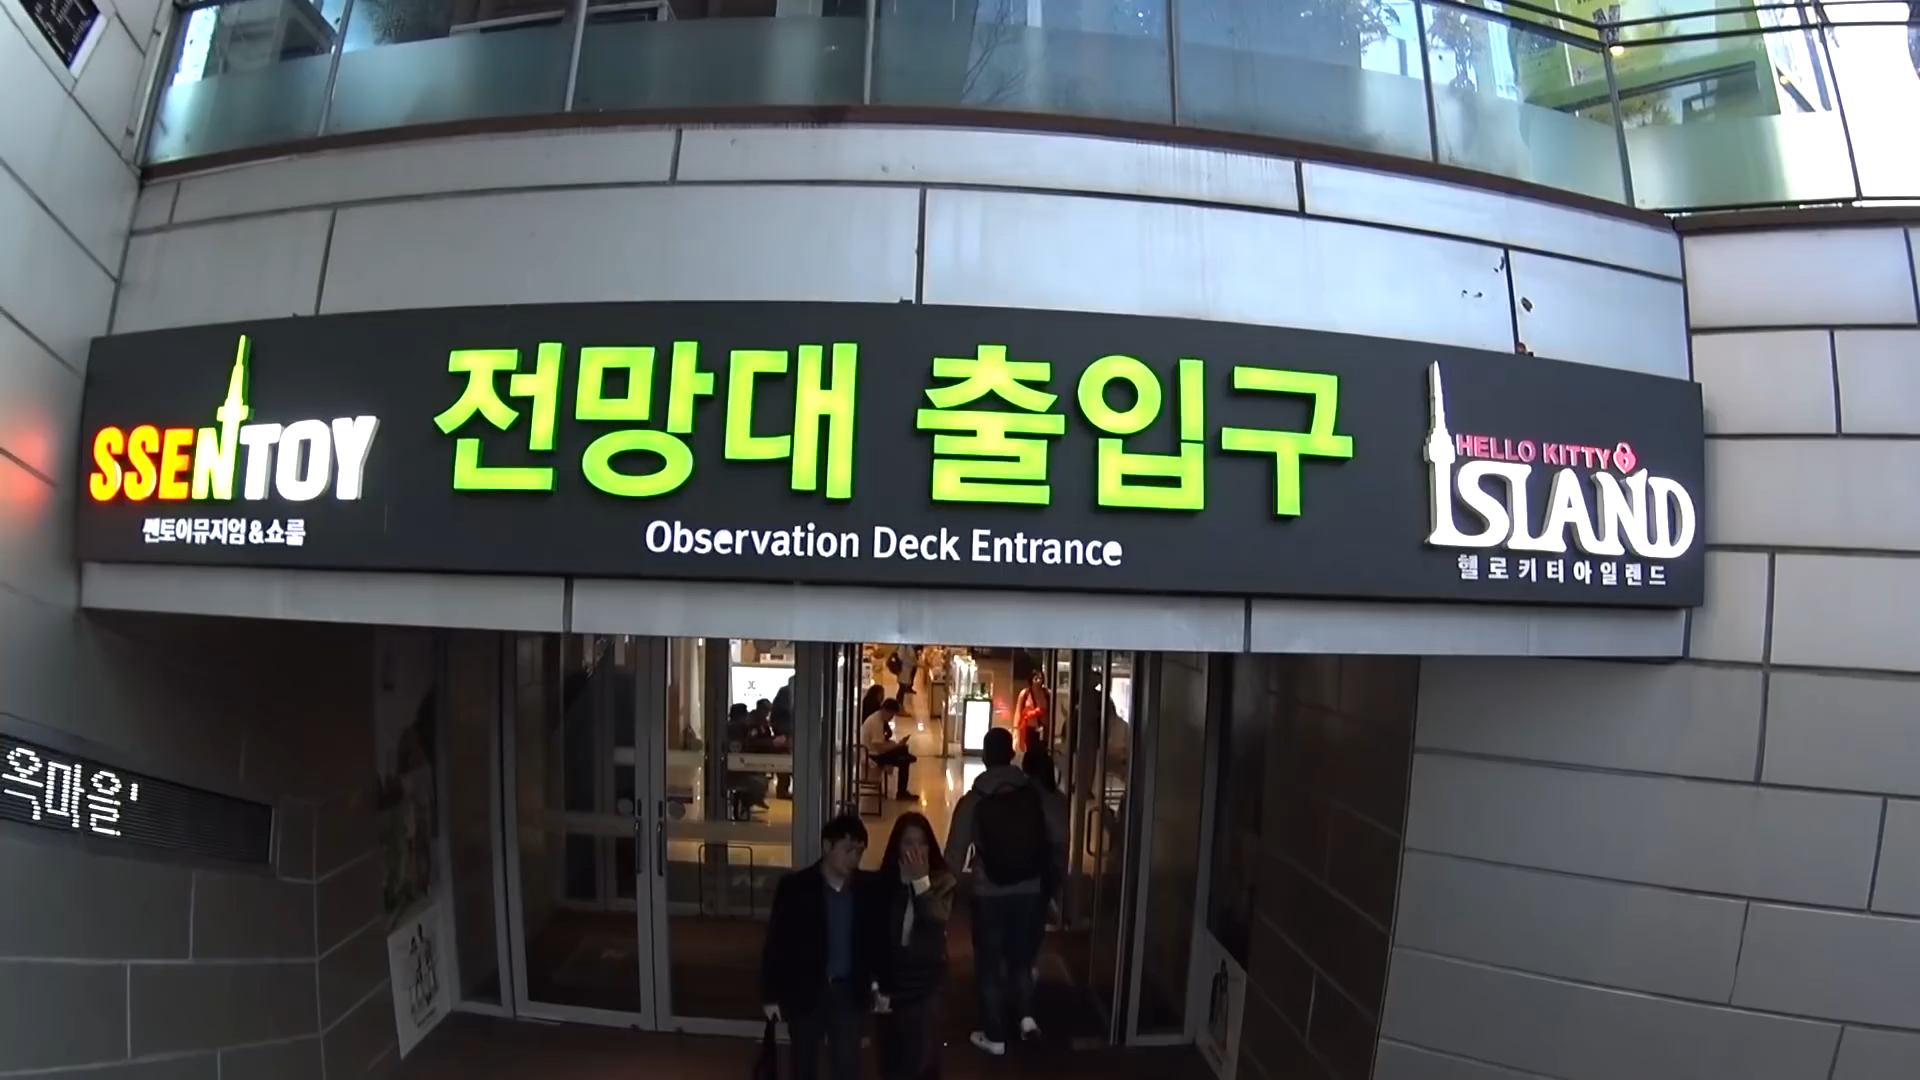 SSENTOY
쎈토이뮤지엄&쇼룸
전망대 출입구
Observation Deck Entrance
HELLO KITTY
ISLAND
헬로키티아일랜드
옥마을'